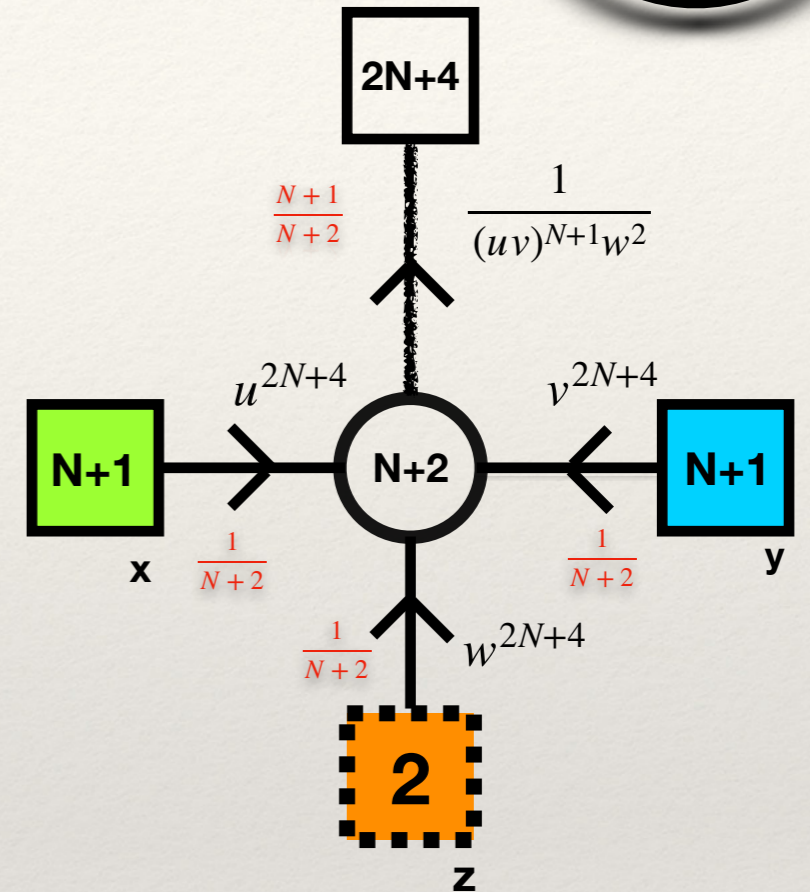 2N+4
N + 1
N + 2
1
(uv)^{N+1}w^2
u^{2N+4}
v^{2N+4}
N+1
N+2
N+1
1
N + 2
x
1
N + 2
y
1
N + 2
w^{2N+4}
2
z